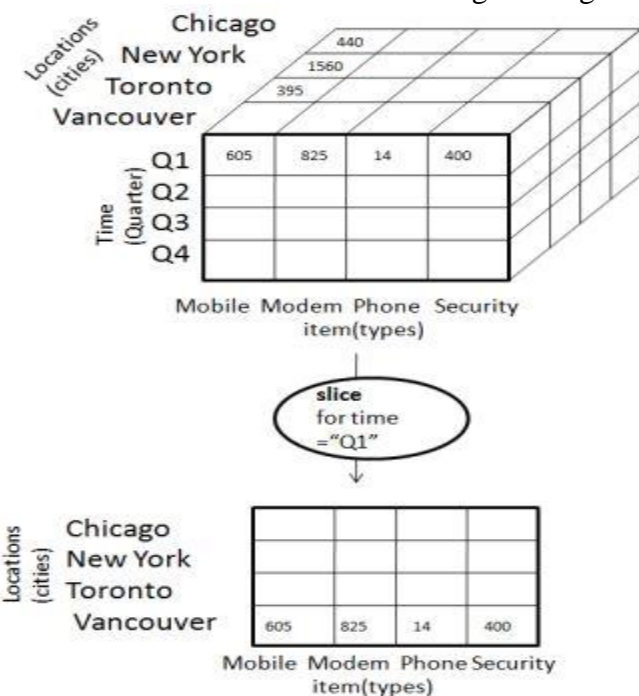 Chicago
New York
Toronto
Vancouver
Locations
(cities)
440
1560
395
Time
(Quarter)
Q1 605 825 14 400
Q2
Q3
Q4
Mobile Modem Phone Security
item(types)
slice
for time
="Q1"
Locations
(cities)
Chicago
New York
Toronto
Vancouver 605 825 14 400
Mobile Modem Phone Security
item(types)